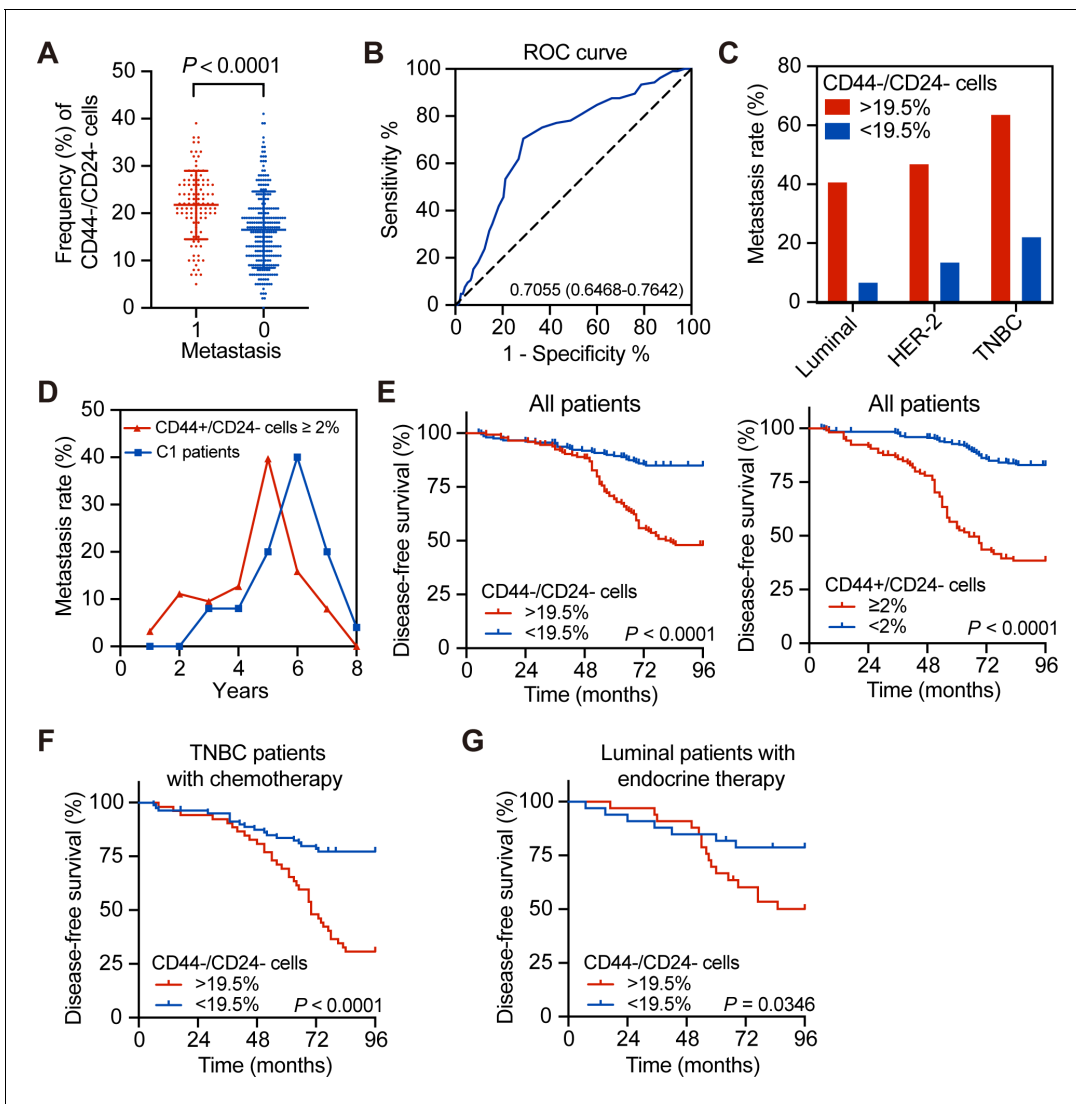 A
P < 0.0001
Frequency (%) of
CD44-/CD24- cells
50
40
30
20
10
0
1
0
Metastasis
B
ROC curve
Sensitivity %
100
80
60
40
20
0
0.7055 (0.6468-0.7642)
0
20
40
60
80
100
1 - Specificity %
C
CD44-/CD24- cells
>19.5%
<19.5%
Metastasis rate (%)
80
60
40
20
0
Luminal
HER-2
TNBC
D
CD44+/CD24- cells ≥ 2%
C1 patients
Metastasis rate (%)
50
40
30
20
10
0
0
2
4
6
8
Years
E
All patients
Disease-free survival (%)
100
75
50
25
0
CD44-/CD24- cells
>19.5%
<19.5%
P < 0.0001
0
24
48
72
96
Time (months)
All patients
Disease-free survival (%)
100
75
50
25
0
CD44+/CD24- cells
≥2%
<2%
P < 0.0001
0
24
48
72
96
Time (months)
F
TNBC patients
with chemotherapy
Disease-free survival (%)
100
75
50
25
0
CD44-/CD24- cells
>19.5%
<19.5%
P < 0.0001
0
24
48
72
96
Time (months)
G
Luminal patients with
endocrine therapy
Disease-free survival (%)
100
75
50
25
0
CD44-/CD24- cells
>19.5%
<19.5%
P = 0.0346
0
24
48
72
96
Time (months)